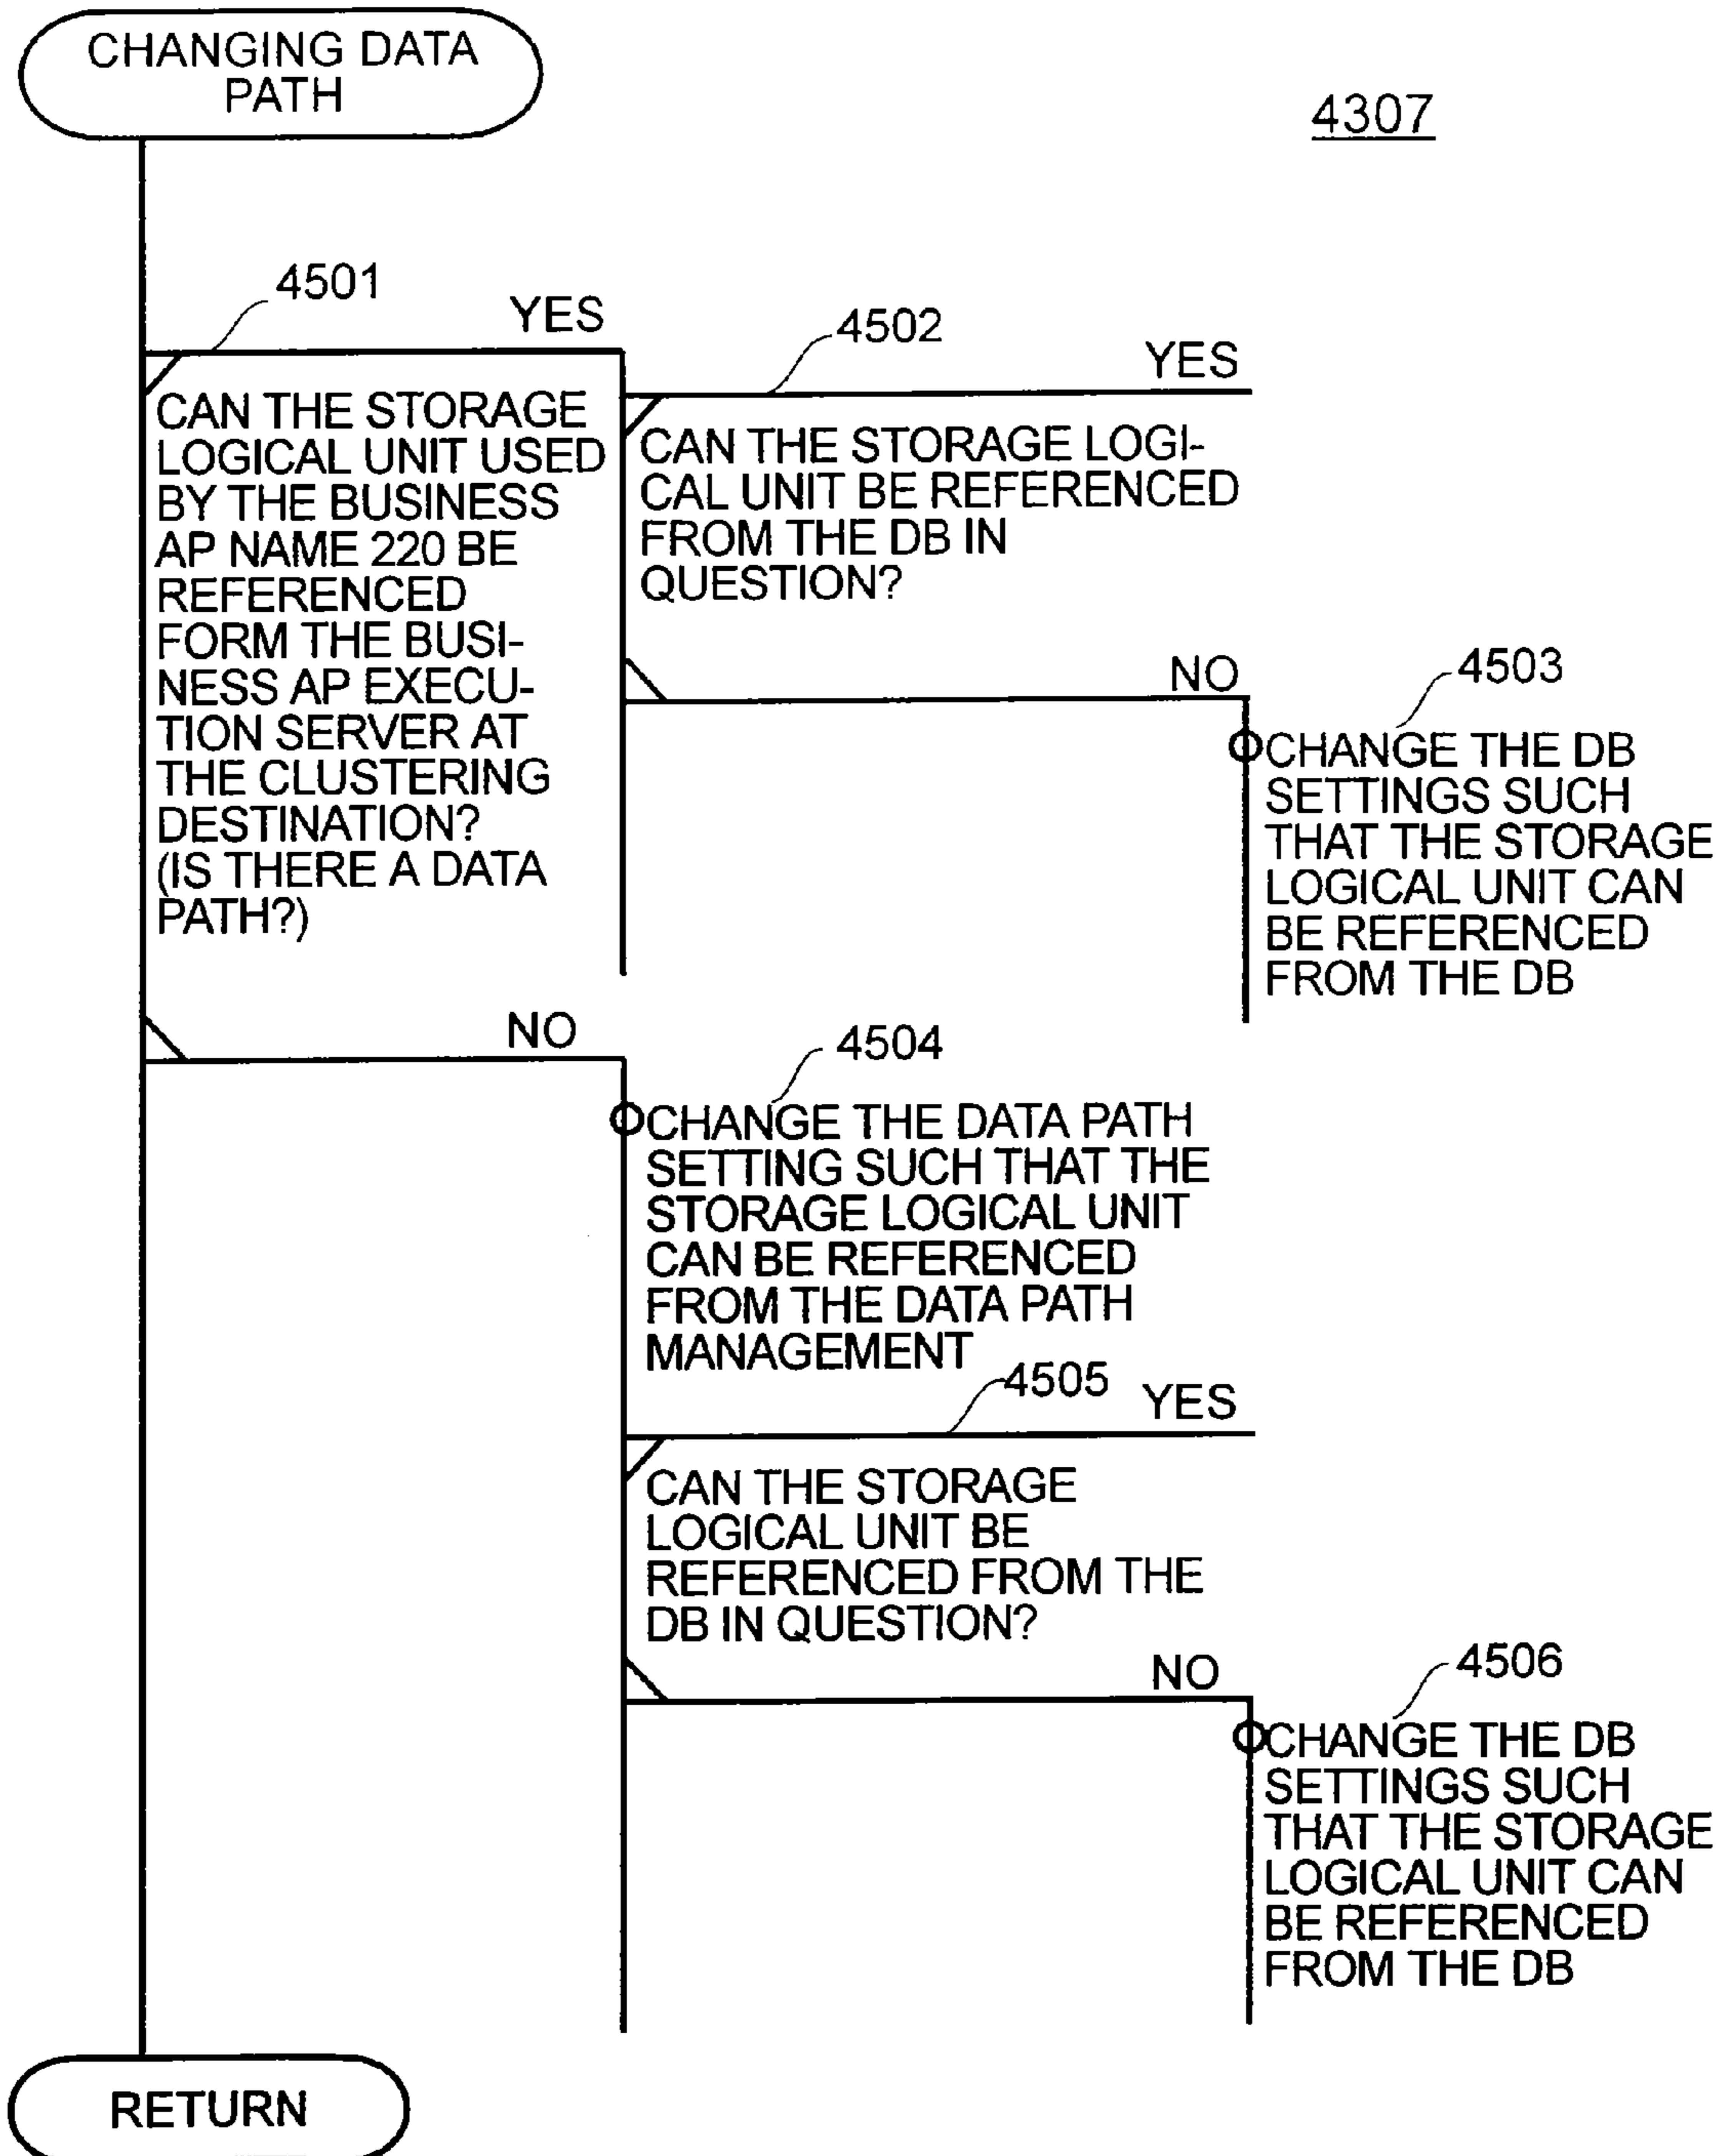 CHANGING DATA
PATH
4307
4501
YES
CAN THE STORAGE
LOGICAL UNIT USED
BY THE BUSINESS
AP NAME 220 BE
REFERENCED
FORM THE BUSI-
NESS AP EXECU-
TION SERVER AT
THE CLUSTERING
DESTINATION?
(IS THERE A DATA
PATH?)
4502
YES
CAN THE STORAGE LOGI-
CAL UNIT BE REFERENCED
FROM THE DB IN
QUESTION?
NO
4503
CHANGE THE DB
SETTINGS SUCH
THAT THE STORAGE
LOGICAL UNIT CAN
BE REFERENCED
FROM THE DB
NO
4504
CHANGE THE DATA PATH
SETTING SUCH THAT THE
STORAGE LOGICAL UNIT
CAN BE REFERENCED
FROM THE DATA PATH
MANAGEMENT
4505
YES
CAN THE STORAGE
LOGICAL UNIT BE
REFERENCED FROM THE
DB IN QUESTION?
NO
4506
CHANGE THE DB
SETTINGS SUCH
THAT THE STORAGE
LOGICAL UNIT CAN
BE REFERENCED
FROM THE DB
RETURN